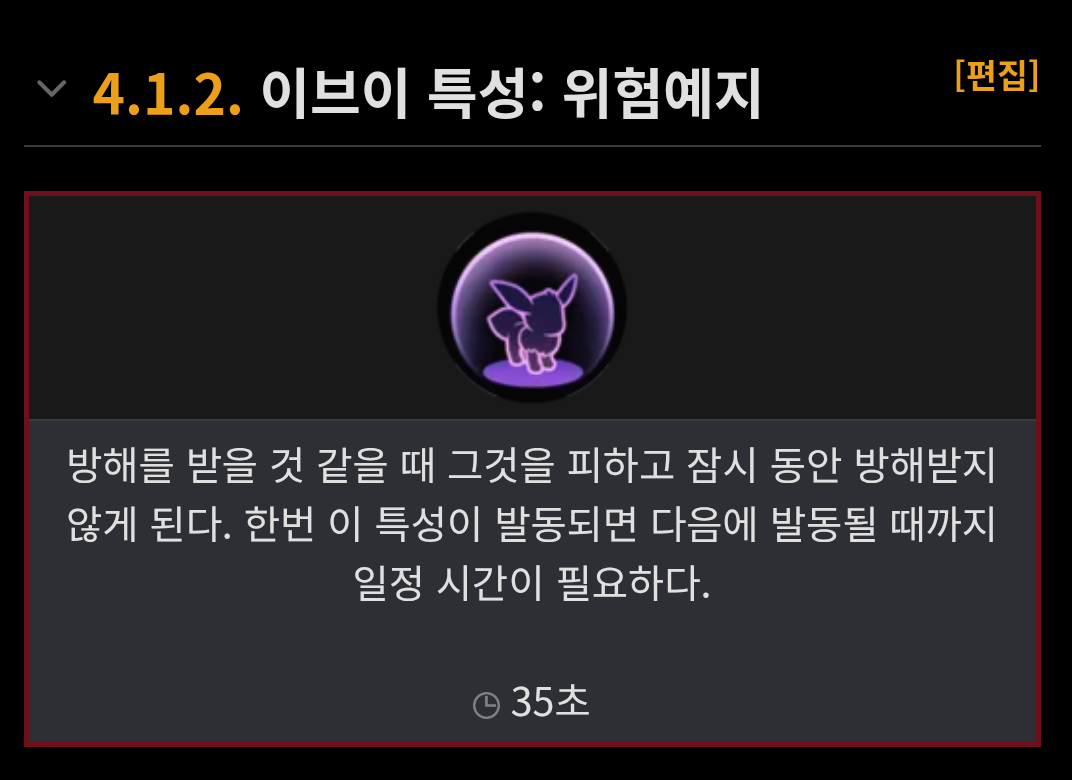 4.1.2. 이브이 특성: 위험예지
[편집]
방해를 받을 것 같을 때 그것을 피하고 잠시 동안 방해받지
않게 된다. 한번 이 특성이 발동되면 다음에 발동될 때까지
일정 시간이 필요하다.
35초